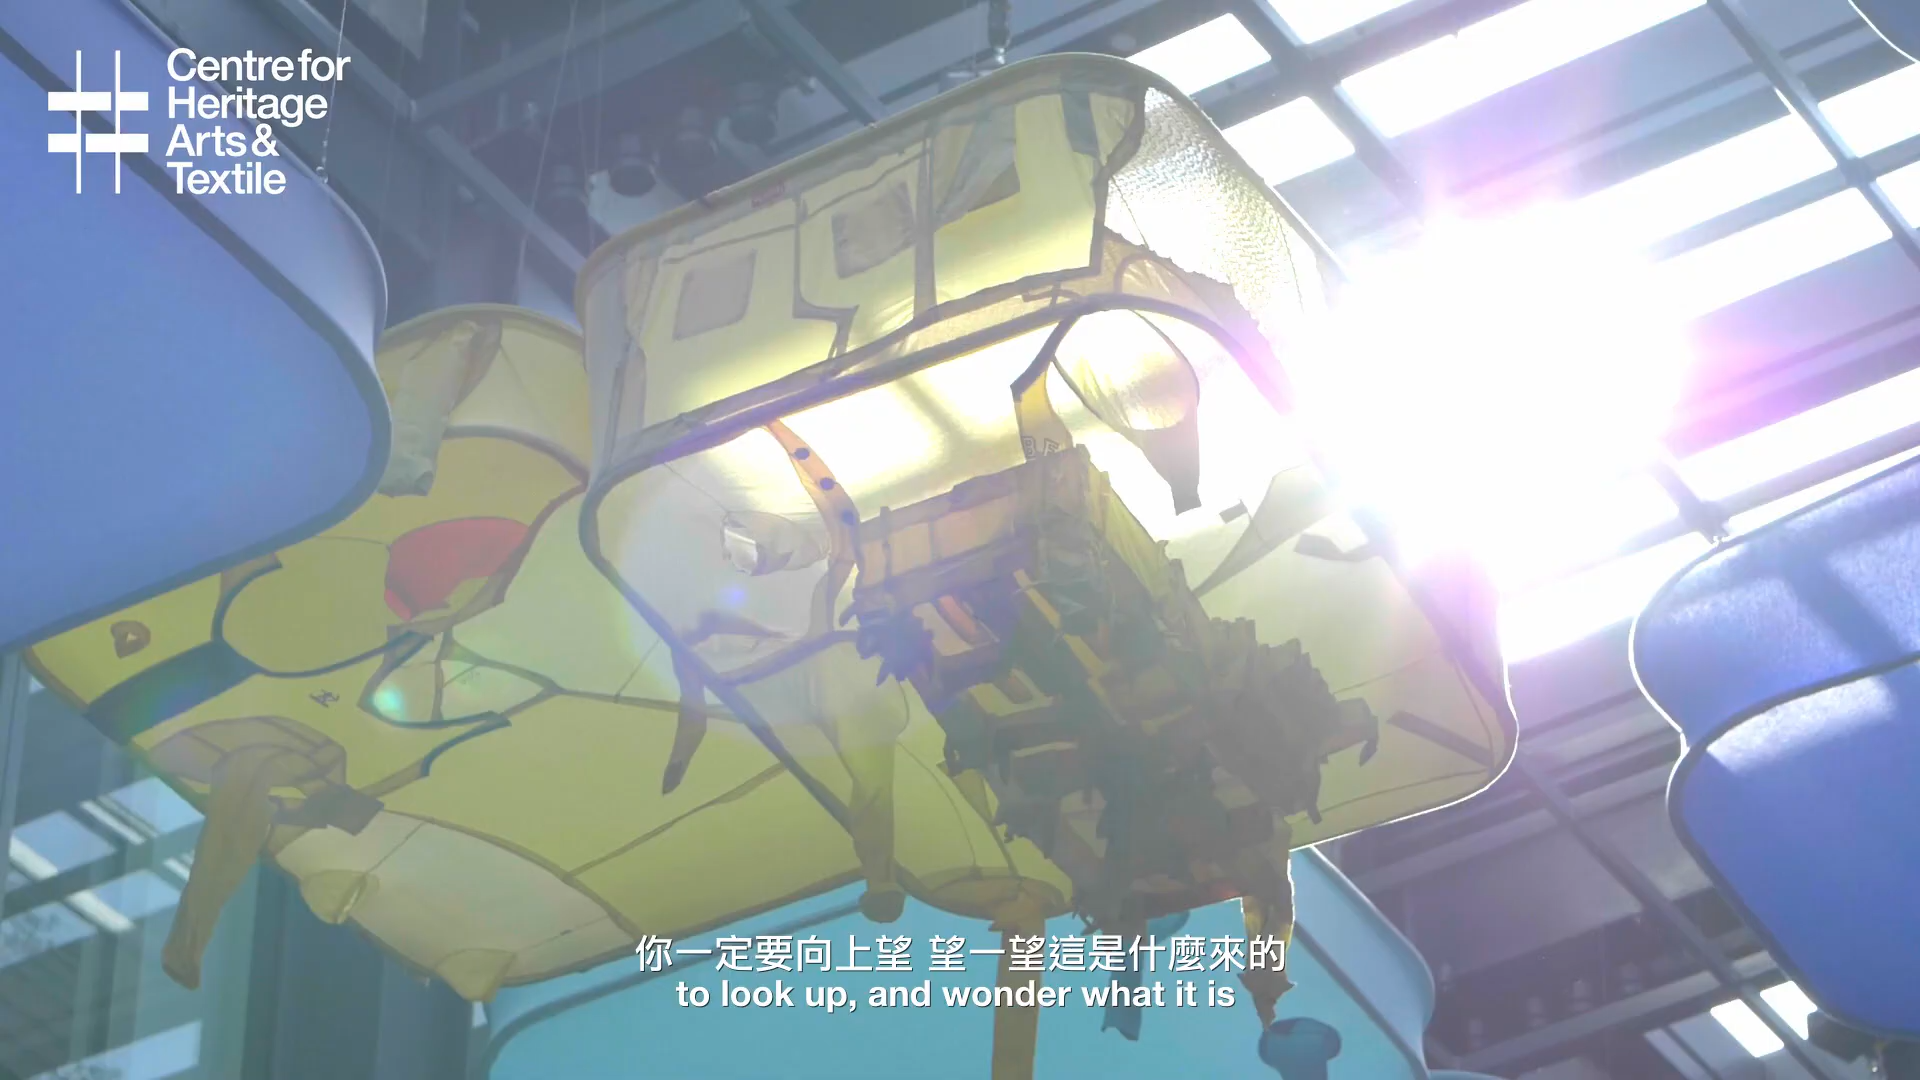 Centre for
Heritage
Arts &
Textile
你一定要向上望 望一望這是什麼來的
to look up, and wonder what it is